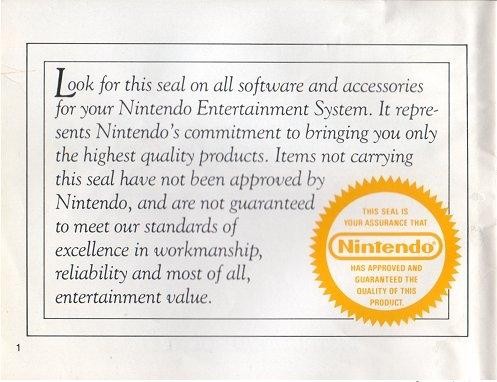 Look for this seal on all software and accessories
for your Nintendo Entertainment System. It repre-
sents Nintendo's commitment to bringing you only
the highest quality products. Items not carrying
this seal have not been approved by
Nintendo, and are not guaranteed
to meet our standards of
excellence in workmanship,
reliability and most of all,
entertainment value.
THIS SEAL IS
YOUR ASSURANCE THAT
Nintendo®
HAS APPROVED AND
GUARANTEED THE
QUALITY OF THIS
PRODUCT.
1